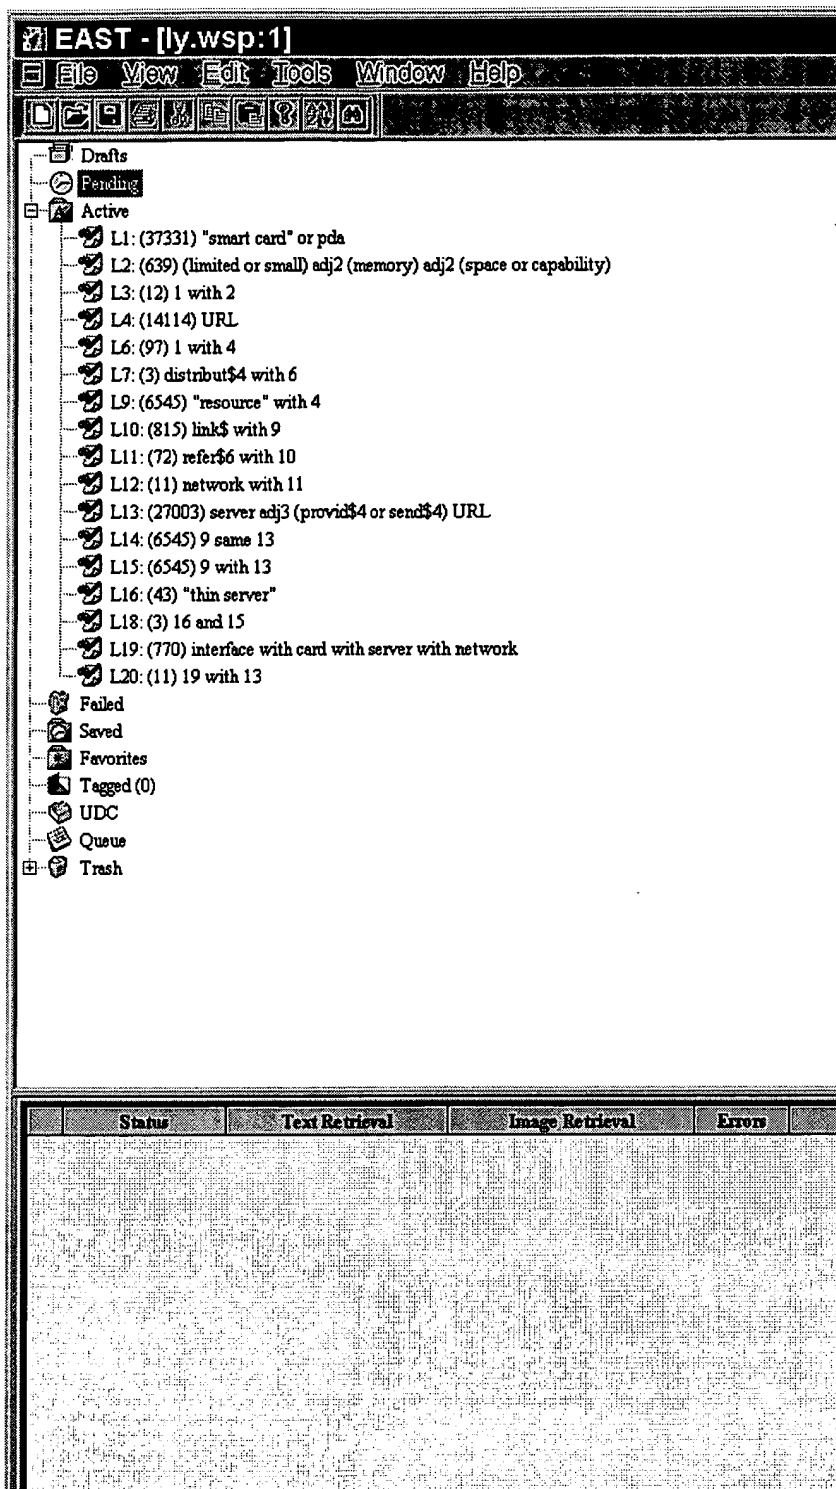 EAST - [ly.wsp:1]
File View Edit Tools Window Help
Drafts
Pending
Active
L1: (37331) "smart card" or pda
L2: (639) (limited or small) adj2 (memory) adj2 (space or capability)
L3: (12) 1 with 2
L4: (14114) URL
L6: (97) 1 with 4
L7: (3) distribut$4 with 6
L9: (6545) "resource" with 4
L10: (815) link$ with 9
L11: (72) refer$6 with 10
L12: (11) network with 11
L13: (27003) server adj3 (provid$4 or send$4) URL
L14: (6545) 9 same 13
L15: (6545) 9 with 13
L16: (43) "thin server"
L18: (3) 16 and 15
L19: (770) interface with card with server with network
L20: (11) 19 with 13
Failed
Saved
Favorites
Tagged (0)
UDC
Queue
Trash
Status Text Retrieval Image Retrieval Errors